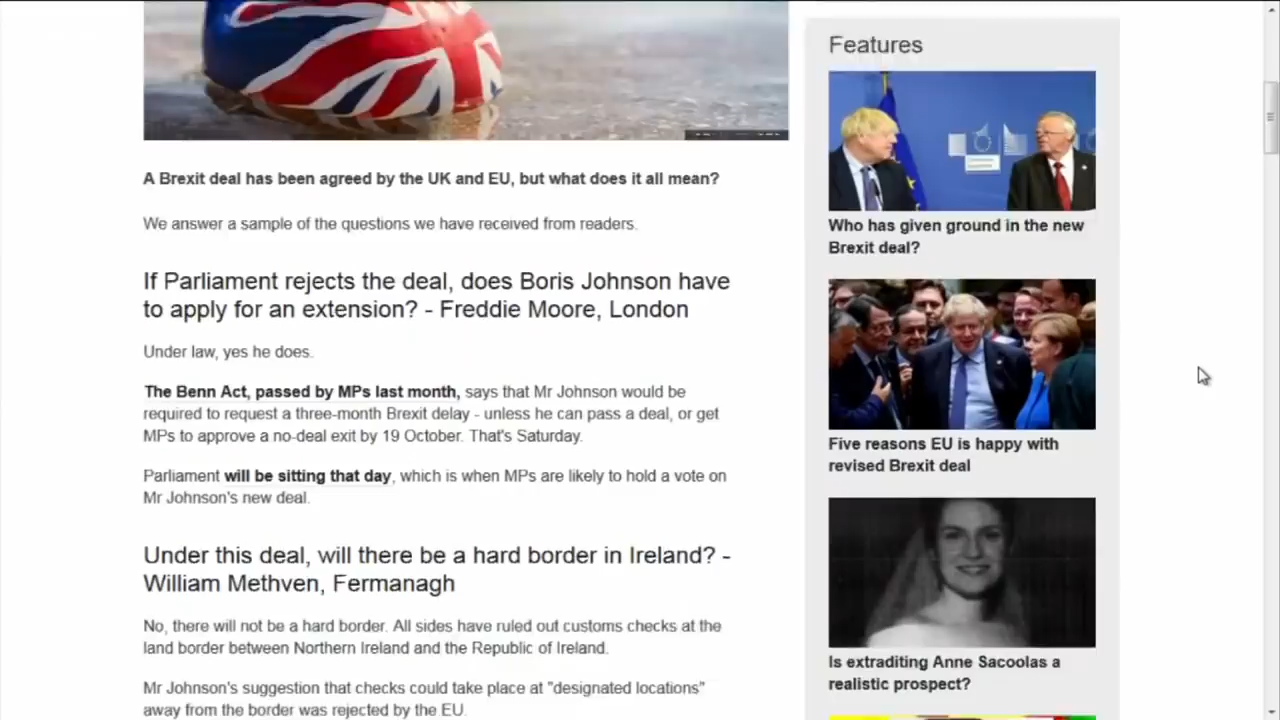 A Brexit deal has been agreed by the UK and EU, but what does it all mean?
We answer a sample of the questions we have received from readers.
If Parliament rejects the deal, does Boris Johnson have
to apply for an extension? - Freddie Moore, London
Under law, yes he does.
The Benn Act, passed by MPs last month, says that Mr Johnson would be
required to request a three-month Brexit delay - unless he can pass a deal, or get
MPs to approve a no-deal exit by 19 October. That's Saturday.
Parliament will be sitting that day, which is when MPs are likely to hold a vote on
Mr Johnson's new deal.
Under this deal, will there be a hard border in Ireland? -
William Methven, Fermanagh
No, there will not be a hard border. All sides have ruled out customs checks at the
land border between Northern Ireland and the Republic of Ireland.
Mr Johnson's suggestion that checks could take place at "designated locations"
away from the border was rejected by the EU.
Features
Who has given ground in the new
Brexit deal?
Five reasons EU is happy with
revised Brexit deal
Is extraditing Anne Sacoolas a
realistic prospect?